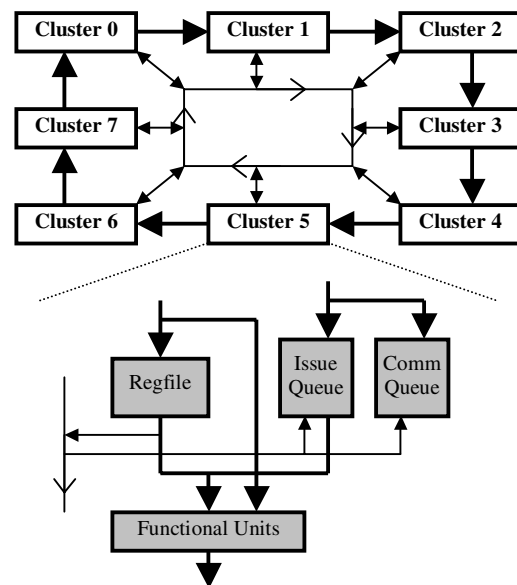 Cluster 0
Cluster 1
Cluster 2
Cluster 7
Cluster 3
Cluster 6
Cluster 5
Cluster 4
Regfile
Issue
Queue
Comm
Queue
Functional Units